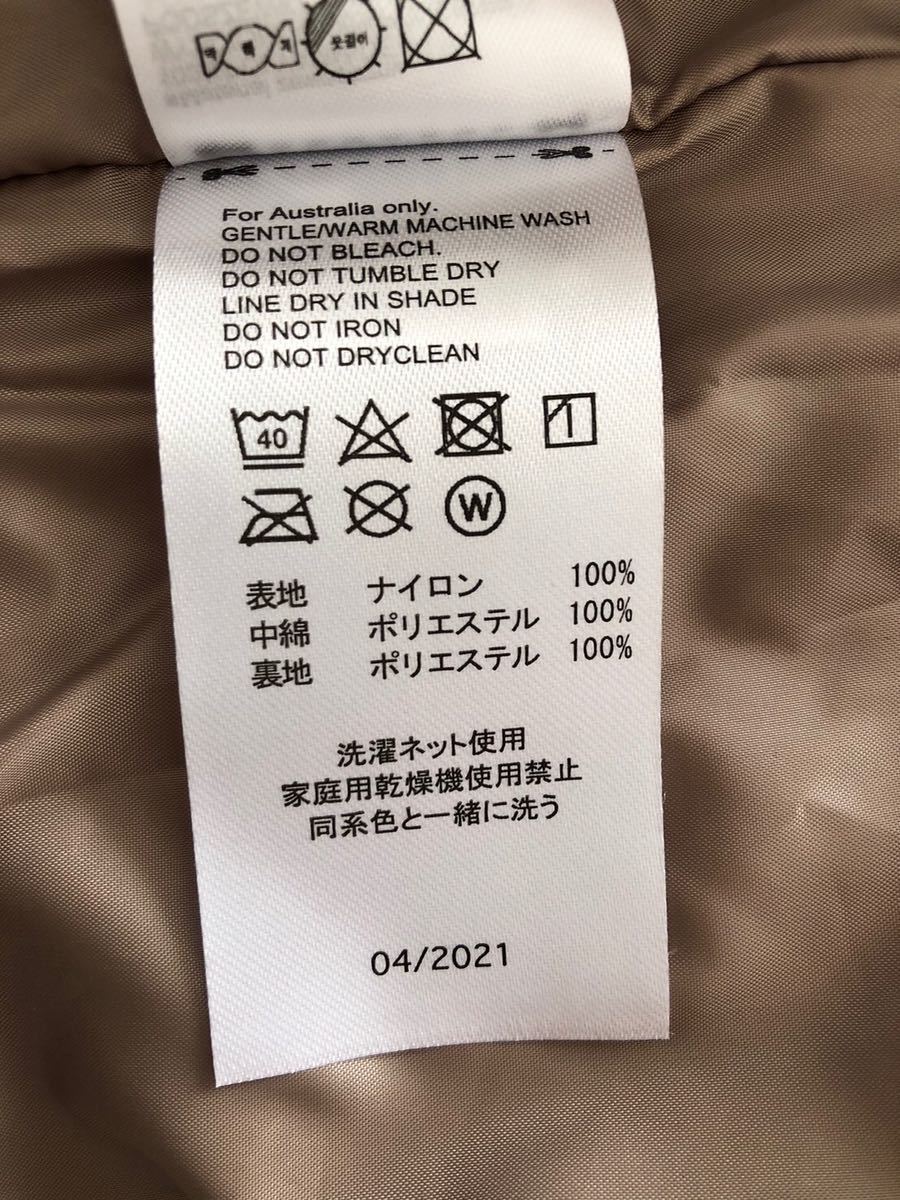 옷걸이
For Australia only.
GENTLE/WARM MACHINE WASH
DO NOT BLEACH.
DO NOT TUMBLE DRY
LINE DRY IN SHADE
DO NOT IRON
DO NOT DRYCLEAN
40
W
表地 ナイロン 100%
中綿 ポリエステル 100%
裏地 ポリエステル 100%
洗濯ネット使用
家庭用乾燥機使用禁止
同系色と一緒に洗う
04/2021